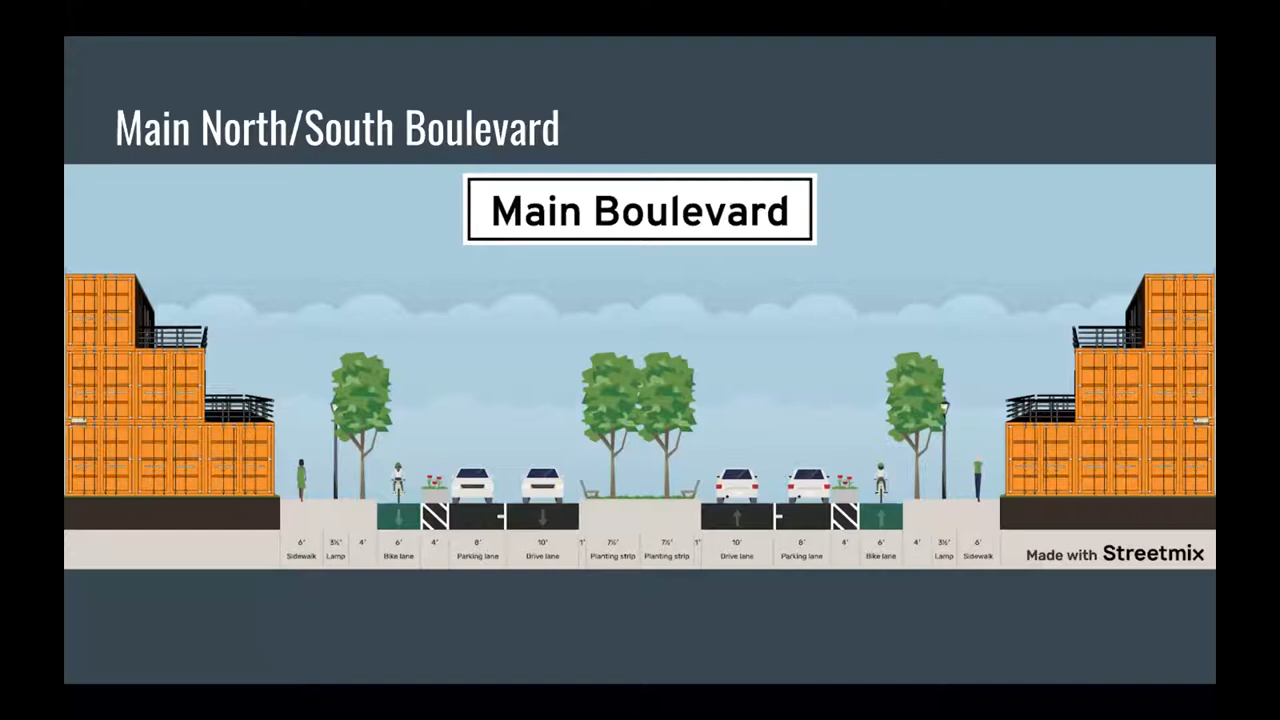 Main North/South Boulevard
Main Boulevard
6' 3½' 4' 6' 4' 8' 10' 1' 7½' 7½' 1' 10' 8' 4' 6' 4' 3½' 6'
Sidewalk Lamp Bike lane Parking lane Drive lane Planting strip Planting strip Drive lane Parking lane Bike lane Lamp Sidewalk
Made with Streetmix